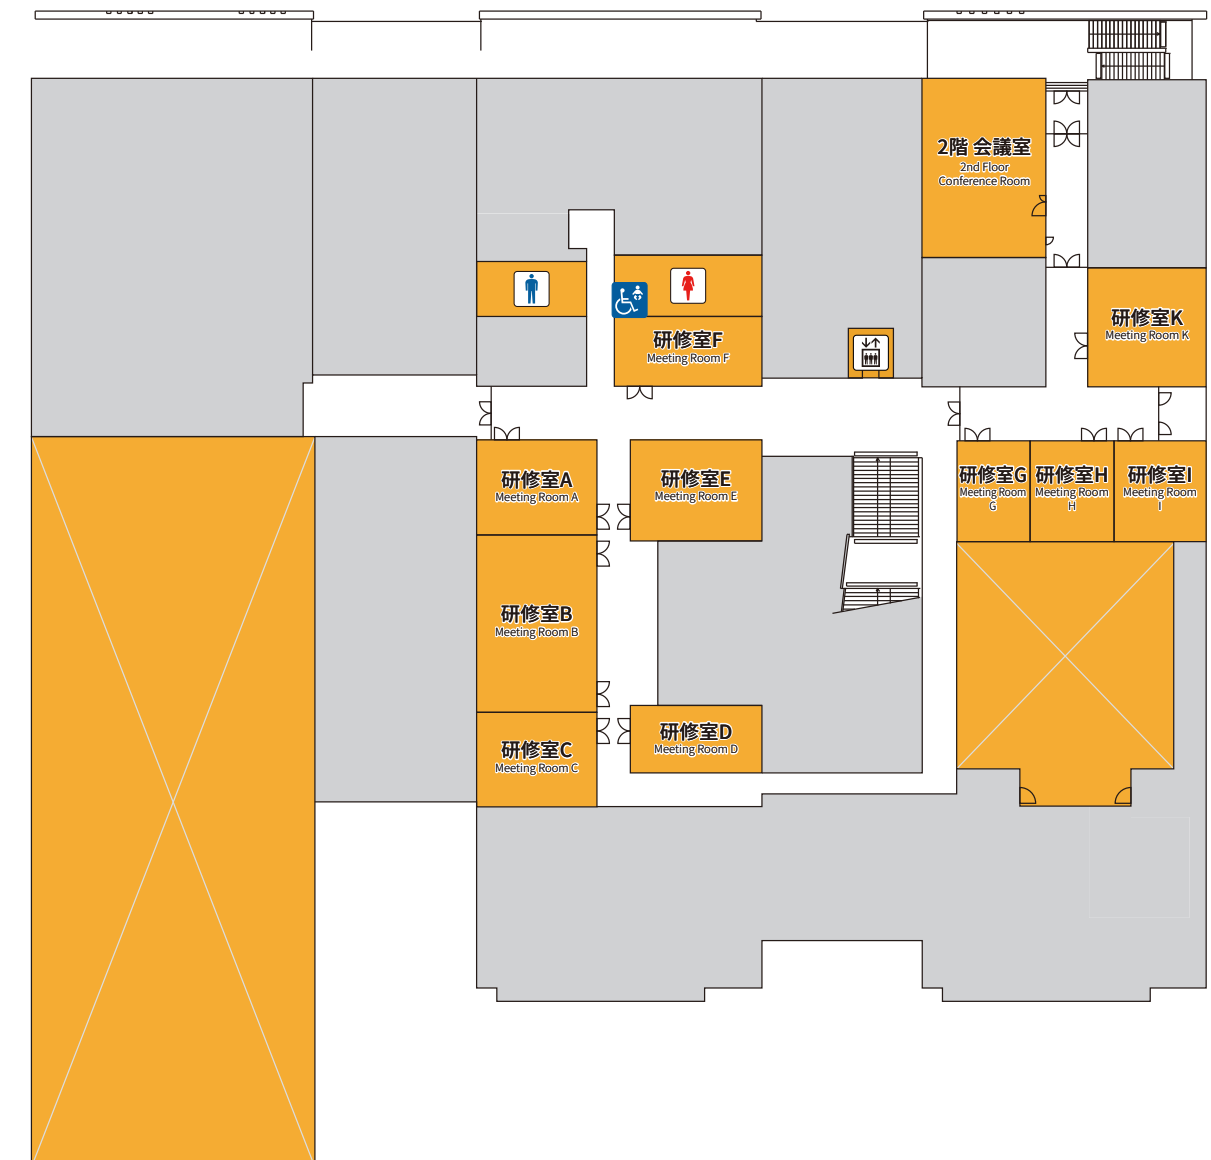 2階 会議室
2nd Floor
Conference Room
研修室K
Meeting Room K
研修室F
Meeting Room F
研修室A
Meeting Room A
研修室E
Meeting Room E
研修室G
Meeting Room
G
研修室H
Meeting Room
H
研修室I
Meeting Room
I
研修室B
Meeting Room B
研修室C
Meeting Room C
研修室D
Meeting Room D